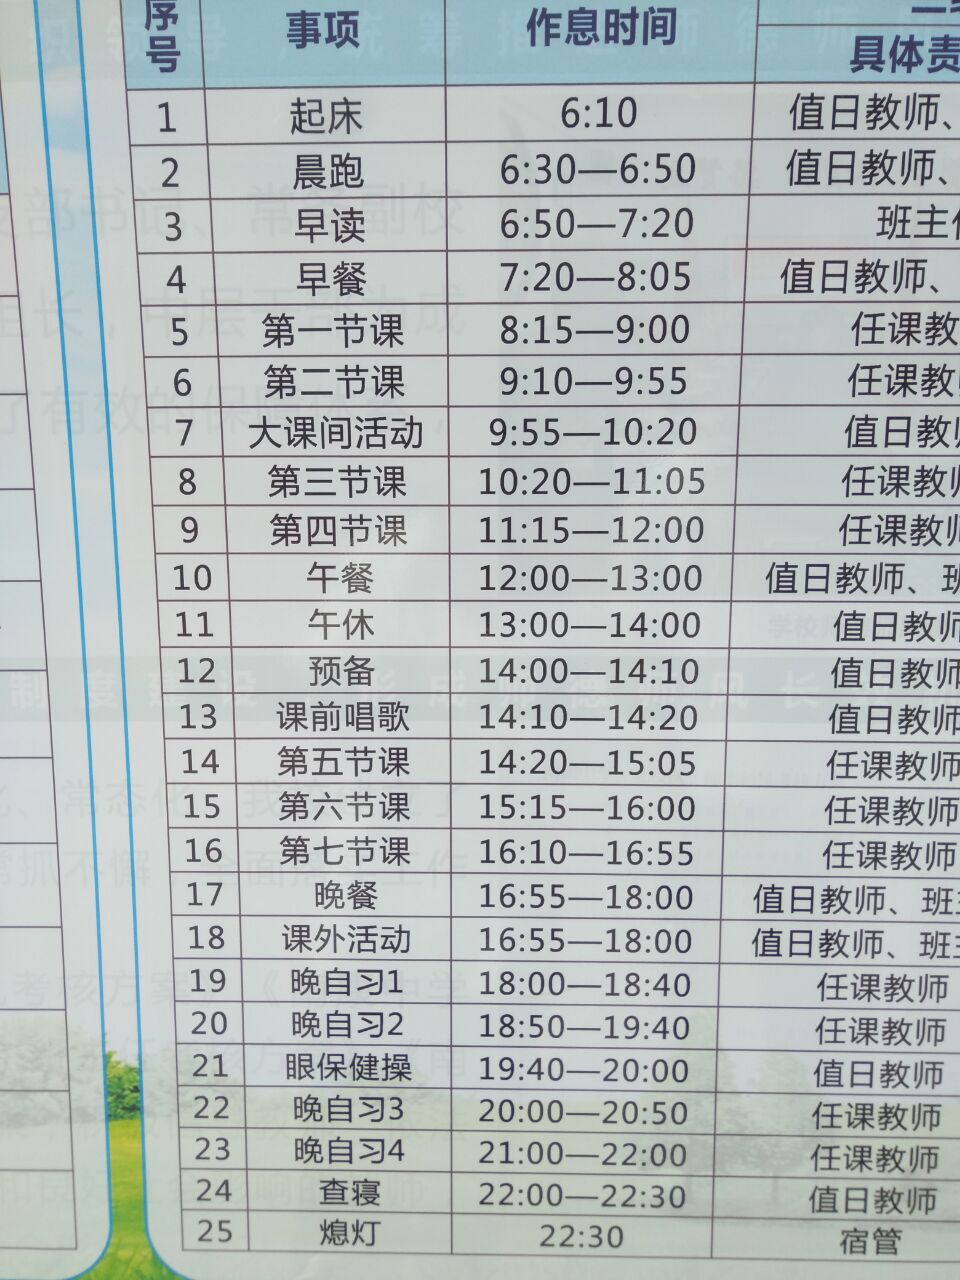 序号 事项 作息时间 具体责
1 起床 6:10 值日教师、
2 晨跑 6:30—6:50 值日教师、
3 早读 6:50—7:20 班主
4 早餐 7:20—8:05 值日教师、
5 第一节课 8:15—9:00 任课教
6 第二节课 9:10—9:55 任课教
7 大课间活动 9:55—10:20 值日教
8 第三节课 10:20—11:05 任课教
9 第四节课 11:15—12:00 任课教
10 午餐 12:00—13:00 值日教师、班
11 午休 13:00—14:00 值日教师
12 预备 14:00—14:10 值日教师
13 课前唱歌 14:10—14:20 值日教师
14 第五节课 14:20—15:05 任课教师
15 第六节课 15:15—16:00 任课教师
16 第七节课 16:10—16:55 任课教师
17 晚餐 16:55—18:00 值日教师、班
18 课外活动 16:55—18:00 值日教师、班
19 晚自习1 18:00—18:40 任课教师
20 晚自习2 18:50—19:40 任课教师
21 眼保健操 19:40—20:00 值日教师
22 晚自习3 20:00—20:50 任课教师
23 晚自习4 21:00—22:00 任课教师
24 查寝 22:00—22:30 值日教师
25 熄灯 22:30 宿管